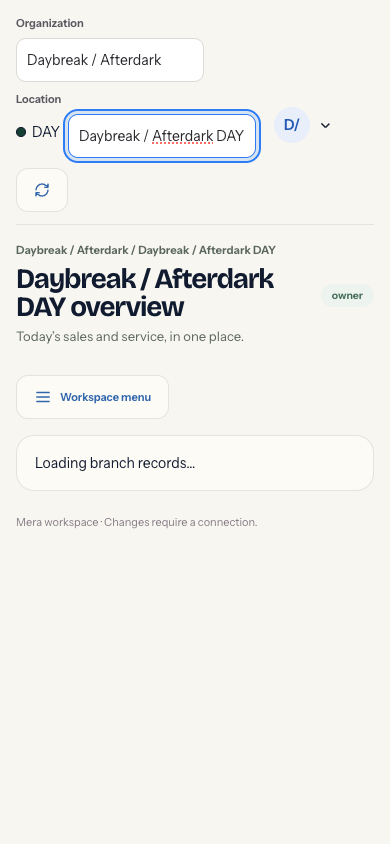 Organization
Daybreak / Afterdark
Location
DAY
Daybreak / Afterdark DAY
D/
Daybreak / Afterdark / Daybreak / Afterdark DAY
Daybreak / Afterdark
DAY overview
owner
Today's sales and service, in one place.
Workspace menu
Loading branch records...
Mera workspace · Changes require a connection.